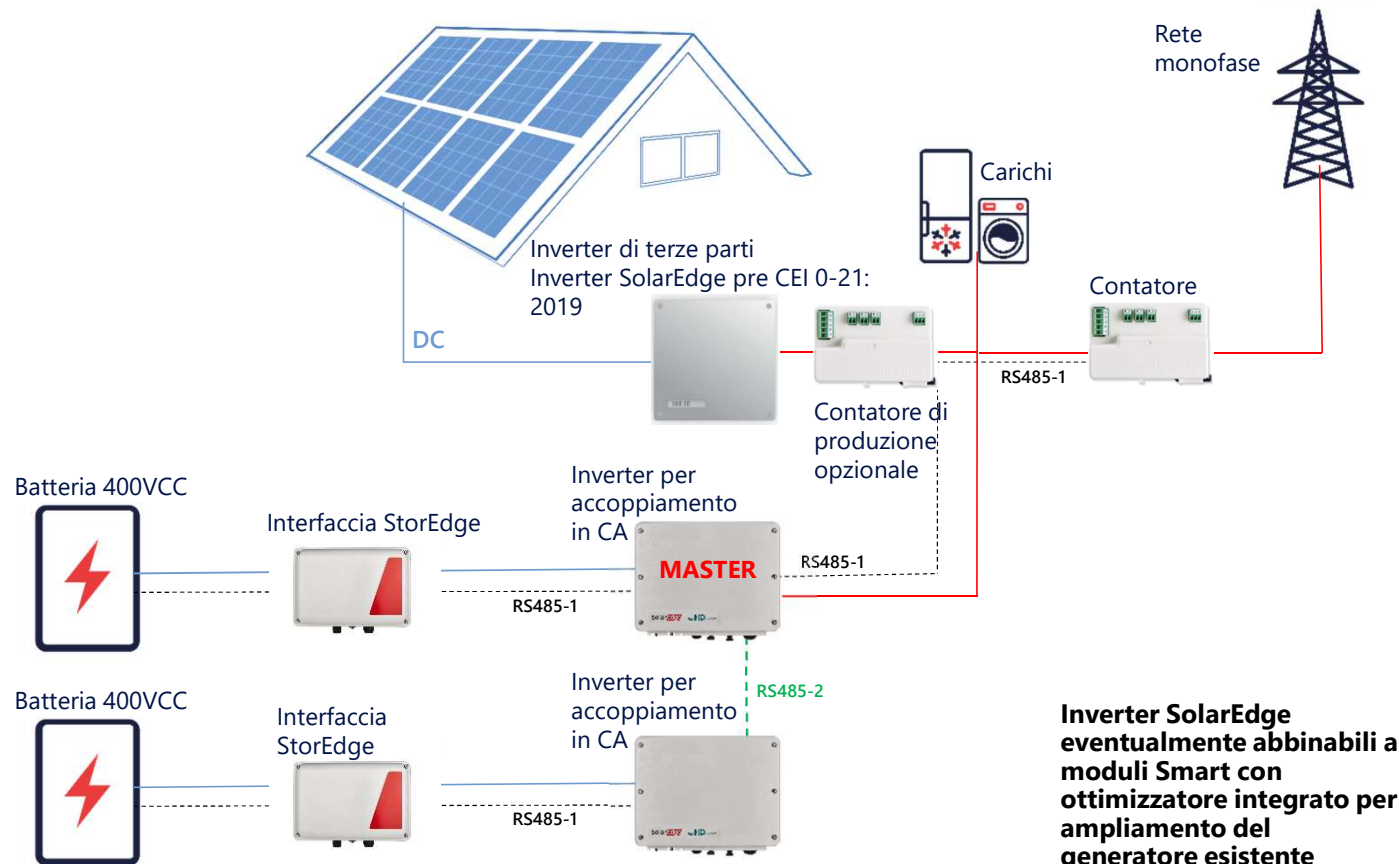 Rete
monofase
Carichi
Inverter di terze parti
Inverter SolarEdge pre CEI 0-21:
2019
Contatore
DC
RS485-1
Contatore di
produzione
opzionale
Batteria 400VCC
Interfaccia StorEdge
Inverter per
accoppiamento
in CA
MASTER
RS485-1
RS485-1
solaredge
Batteria 400VCC
Interfaccia
StorEdge
Inverter per
accoppiamento
in CA
RS485-2
RS485-1
solaredge
Inverter SolarEdge
eventualmente abbinabili a
moduli Smart con
ottimizzatore integrato per
ampliamento del
generatore esistente